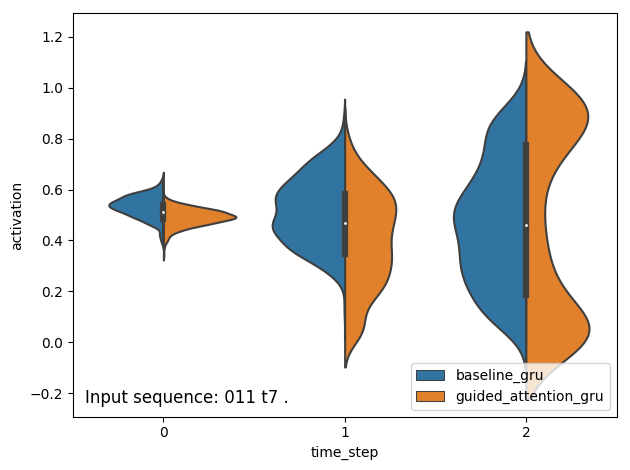 1.2
1.0
0.8
0.6
0.4
0.2
0.0
−0.2
activation
Input sequence: 011 t7 .
baseline_gru
guided_attention_gru
0 1 2
time_step